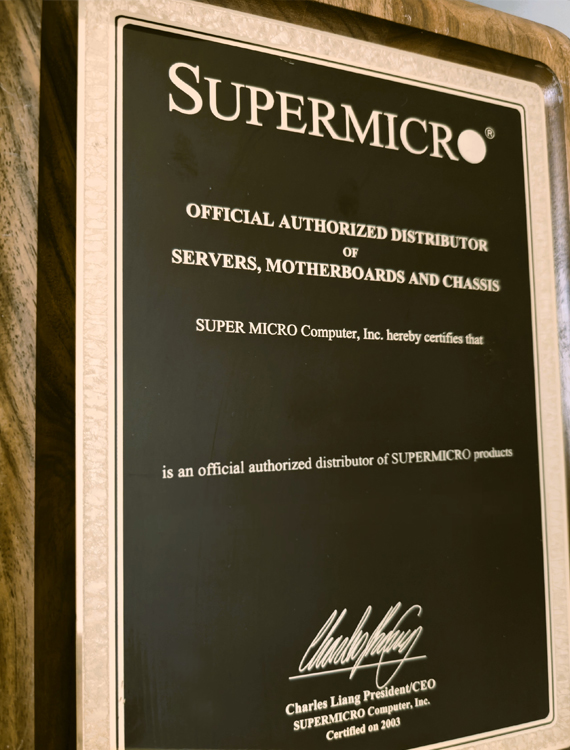 SUPERMICRO®
OFFICIAL AUTHORIZED DISTRIBUTOR
OF
SERVERS, MOTHERBOARDS AND CHASSIS
SUPER MICRO Computer, Inc. hereby certifies that
is an official authorized distributor of SUPERMICRO products
Charles Liang President/CEO
SUPERMICRO Computer, Inc.
Certified on 2003